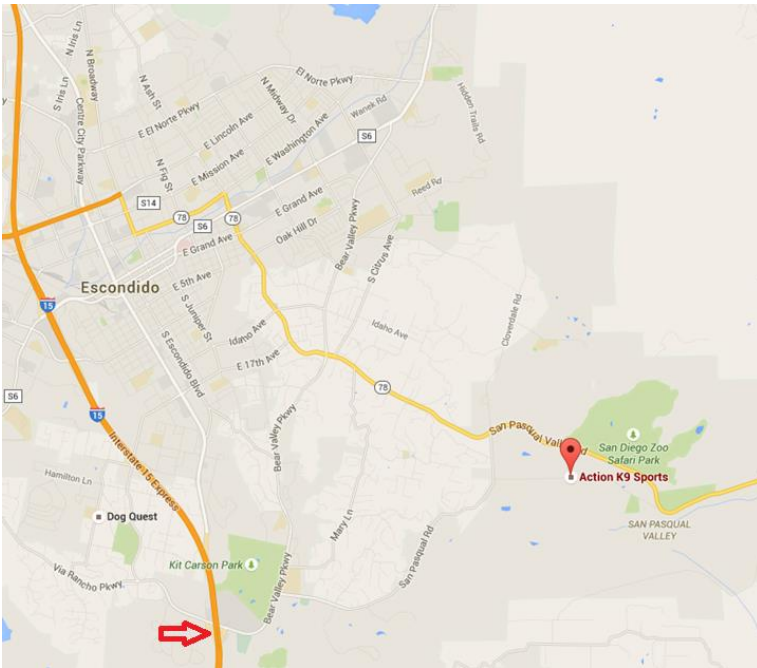 N Iris Ln
S Iris Ln
N Broadway
Centre City Parkway
N Ash St
E El Norte Pkwy
El Norte Pkwy
N Midway Dr
Wanek Rd
Hidden Trails Rd
E Lincoln Ave
E Washington Ave
E Mission Ave
N Fig St
S6
S14
78
S6
78
E Grand Ave
Reed Rd
Oak Hill Dr
E Grand Ave
Bear Valley Pkwy
S Citrus Ave
Escondido
E 5th Ave
S Juniper St
Idaho Ave
Idaho Ave
Cloverdale Rd
15
E 17th Ave
S Escondido Blvd
78
S6
15
Interstate 15 Express
Bear Valley Pkwy
San Pasqual Valley Rd
San Diego Zoo
Safari Park
Action K9 Sports
Hamilton Ln
Dog Quest
Mary Ln
San Pasqual Rd
SAN PASQUAL
VALLEY
Kit Carson Park
Via Rancho Pkwy
Bear Valley Pkwy